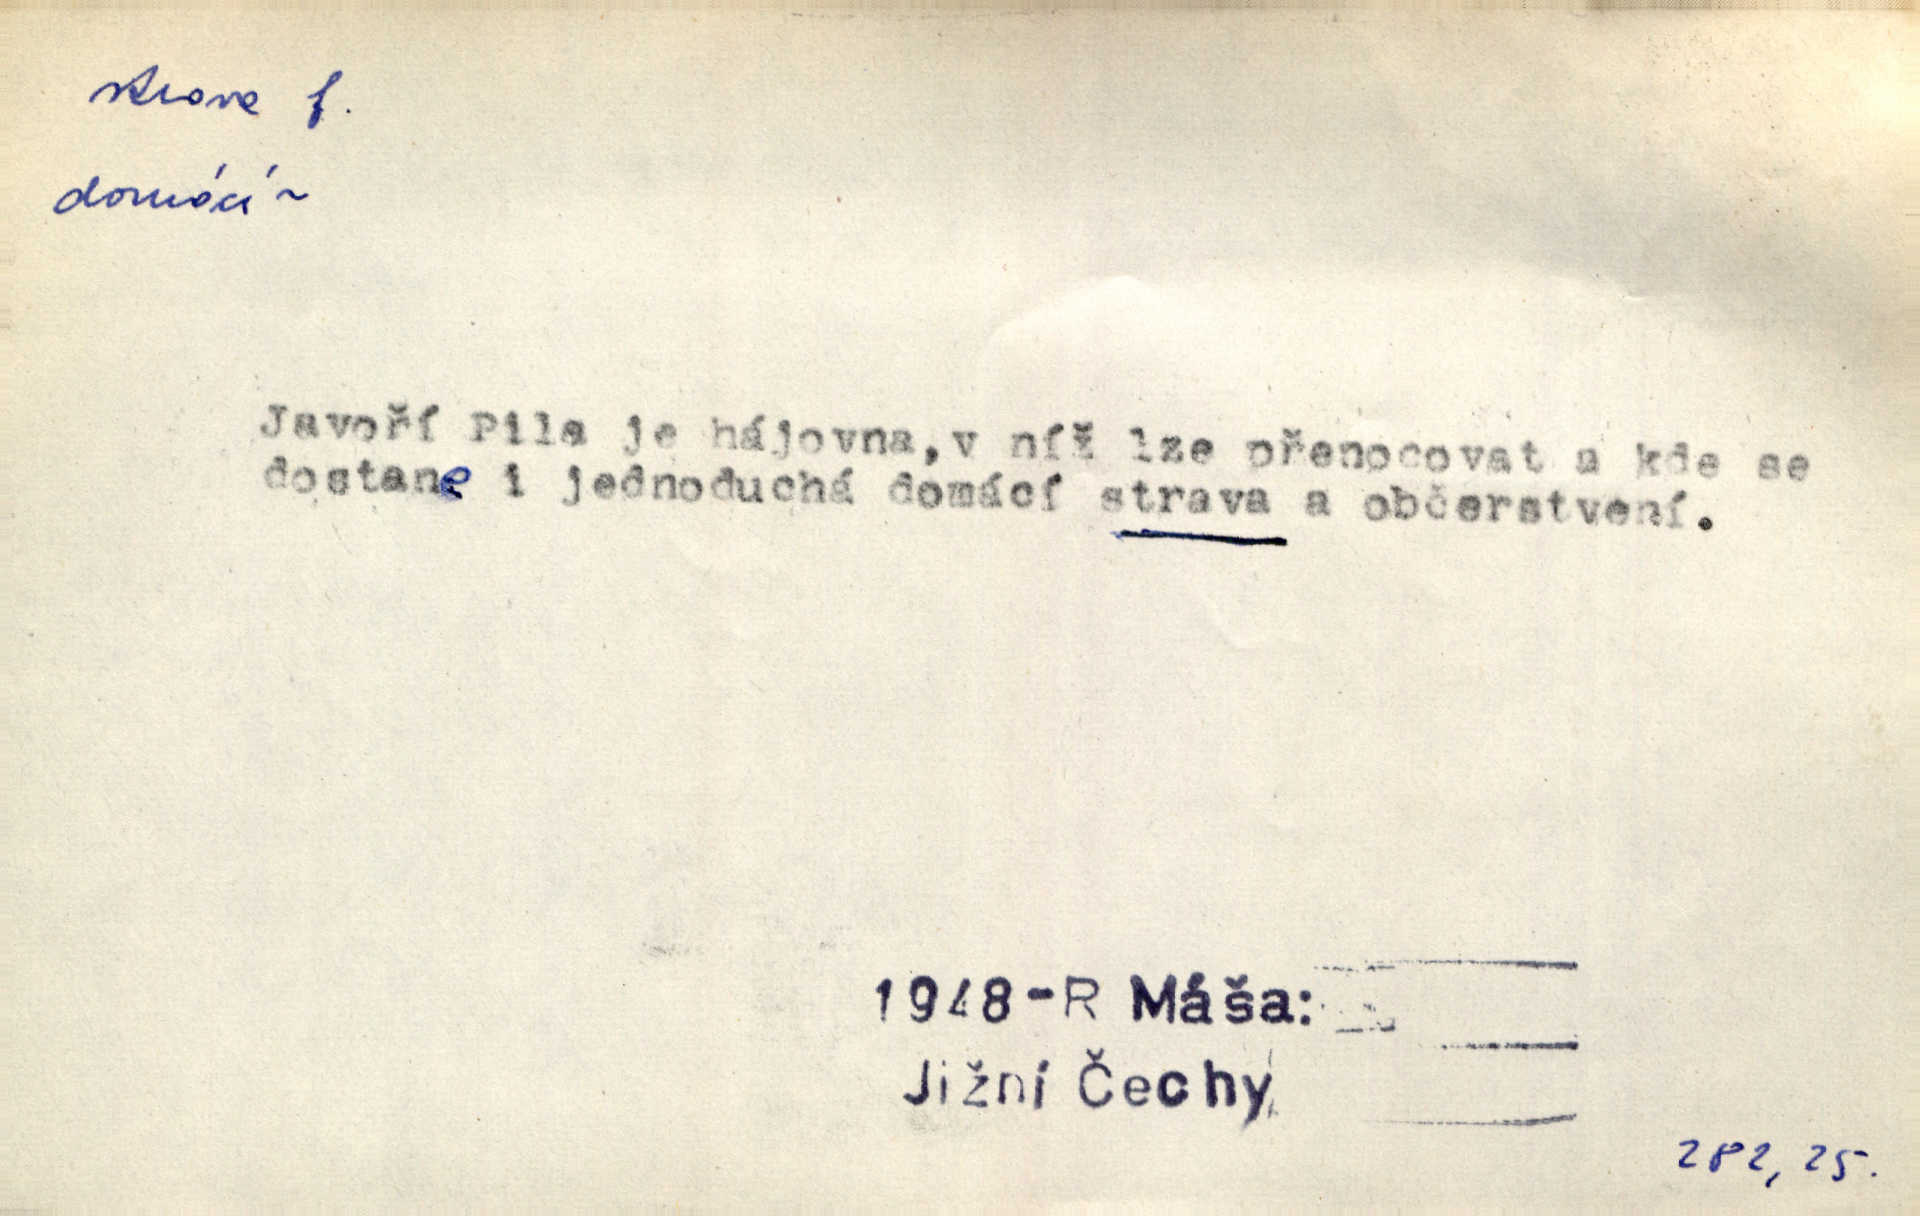 strava f.
domácí ~
Javoří Pila je hájovna, v níž lze přenocovat a kde se
dostane i jednoduchá domácí strava a občerstvení.
1948-R Máša:
Jižní Čechy
282, 25.